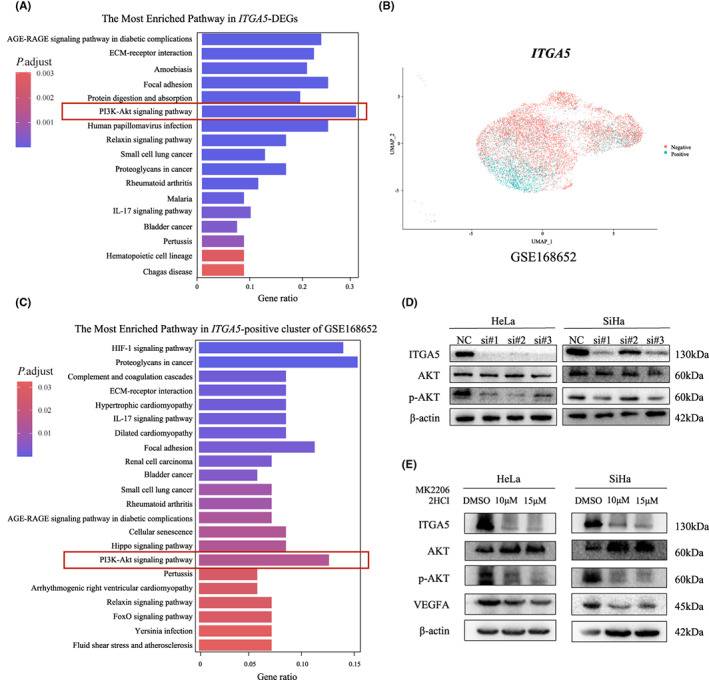 (A)
The Most Enriched Pathway in ITGA5-DEGs
P.adjust
0.003
0.002
0.001
AGE-RAGE signaling pathway in diabetic complications
ECM-receptor interaction
Amoebiasis
Focal adhesion
Protein digestion and absorption
PI3K-Akt signaling pathway
Human papillomavirus infection
Relaxin signaling pathway
Small cell lung cancer
Proteoglycans in cancer
Rheumatoid arthritis
Malaria
IL-17 signaling pathway
Bladder cancer
Pertussis
Hematopoietic cell lineage
Chagas disease
0 0.1 0.2 0.3
Gene ratio
(B)
ITGA5
UMAP_2
5
0
-5
Negative
Positive
-5 0 5
UMAP_1
GSE168652
(C)
The Most Enriched Pathway in ITGA5-positive cluster of GSE168652
P.adjust
0.03
0.02
0.01
HIF-1 signaling pathway
Proteoglycans in cancer
Complement and coagulation cascades
ECM-receptor interaction
Hypertrophic cardiomyopathy
IL-17 signaling pathway
Dilated cardiomyopathy
Focal adhesion
Renal cell carcinoma
Bladder cancer
Small cell lung cancer
Rheumatoid arthritis
AGE-RAGE signaling pathway in diabetic complications
Cellular senescence
Hippo signaling pathway
PI3K-Akt signaling pathway
Pertussis
Arrhythmogenic right ventricular cardiomyopathy
Relaxin signaling pathway
FoxO signaling pathway
Yersinia infection
Fluid shear stress and atherosclerosis
0 0.05 0.10 0.15
Gene ratio
(D)
HeLa SiHa
NC si#1 si#2 si#3 NC si#1 si#2 si#3
ITGA5 130kDa
AKT 60kDa
p-AKT 60kDa
β-actin 42kDa
(E)
HeLa SiHa
MK2206
2HCl
DMSO 10μM 15μM DMSO 10μM 15μM
ITGA5 130kDa
AKT 60kDa
p-AKT 60kDa
VEGFA 45kDa
β-actin 42kDa